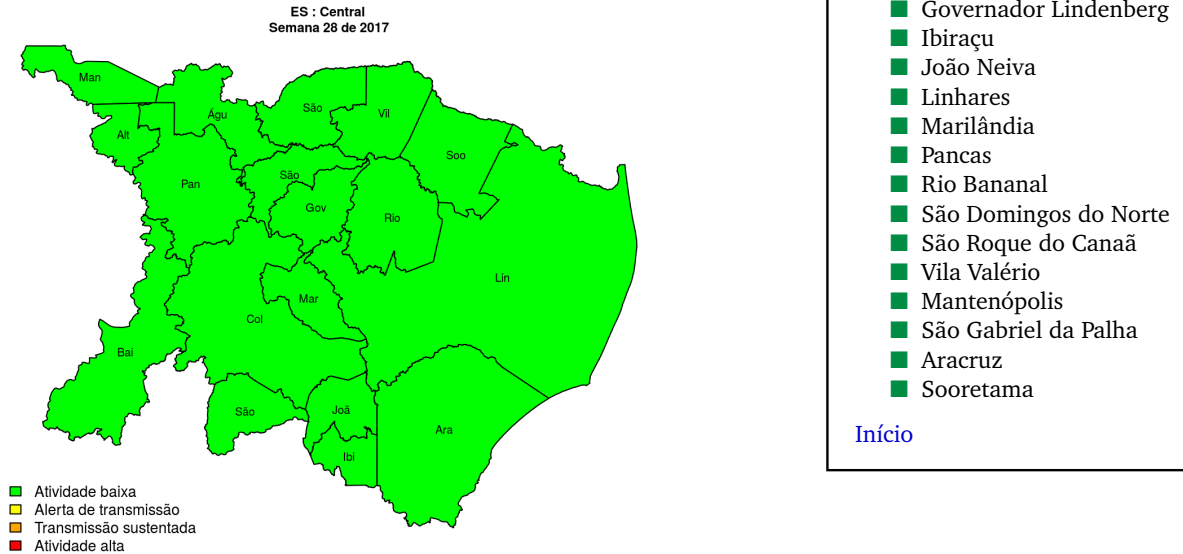 ES : Central
Semana 28 de 2017
Man
Águ
São
Vil
Alt
Soo
Pan
São
Gov
Rio
Lin
Mar
Col
Bai
São
Joã
Ara
Ibi
Atividade baixa
Alerta de transmissão
Transmissão sustentada
Atividade alta
Governador Lindenberg
Ibiraçu
João Neiva
Linhares
Marilândia
Pancas
Rio Bananal
São Domingos do Norte
São Roque do Canaã
Vila Valério
Mantenópolis
São Gabriel da Palha
Aracruz
Sooretama
Início